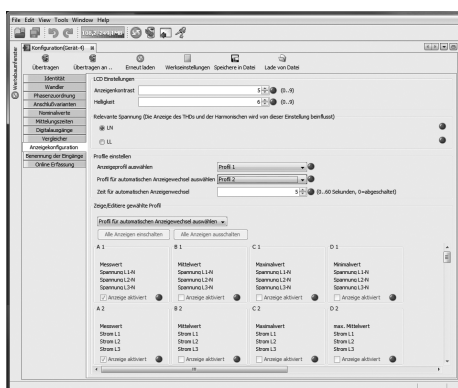 File Edit View Tools Window Help
Konfiguration(Gerät-4)
Übertragen Übertragen an .. Erneut laden Werkseinstellungen Speichere in Datei Lade von Datei
Identität
Wandler
Phasenzuordnung
Anschlußvarianten
Nominalwerte
Mittelungszeiten
Digitalausgänge
Vergleicher
Anzeigekonfiguration
Benennung der Eingänge
Online Erfassung
LCD Einstellungen
Anzeigenkontrast 5 (0..9)
Helligkeit 6 (0..9)
Relevante Spannung (Die Anzeige des THDs und der Harmonischen wird von dieser Einstellung beinflusst)
LN
LL
Profile einstellen
Anzeigsprofil auswählen Profil 1
Profil für automatischen Anzeigewechsel auswählen Profil 2
Zeit für automatischen Anzeigewechsel 5 (0..60 Sekunden, 0=abgeschaltet)
Zeige/Editiere gewählte Profil
Profil für automatischen Anzeigewechsel auswählen
Alle Anzeigen einschalten Alle Anzeigen ausschalten
A 1 B 1 C 1 D 1
Messwert Mittelwert Maximalwert Minimalwert
Spannung L1-N Spannung L1-N Spannung L1-N Spannung L1-N
Spannung L2-N Spannung L2-N Spannung L2-N Spannung L2-N
Spannung L3-N Spannung L3-N Spannung L3-N Spannung L3-N
Anzeige aktiviert Anzeige aktiviert Anzeige aktiviert Anzeige aktiviert
A 2 B 2 C 2 D 2
Messwert Mittelwert Maximalwert max. Mittelwert
Strom L1 Strom L1 Strom L1 Strom L1
Strom L2 Strom L2 Strom L2 Strom L2
Strom L3 Strom L3 Strom L3 Strom L3
Anzeige aktiviert Anzeige aktiviert Anzeige aktiviert Anzeige aktiviert